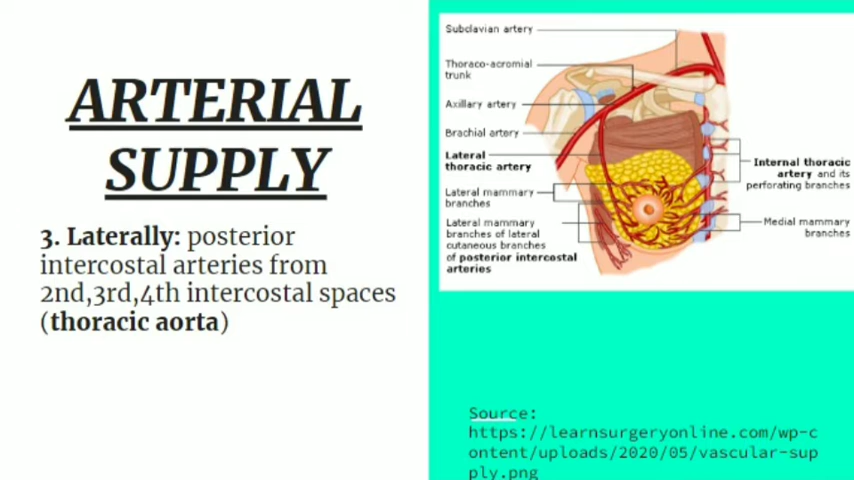 ARTERIAL
SUPPLY
3. Laterally: posterior
intercostal arteries from
2nd,3rd,4th intercostal spaces
(thoracic aorta)
Subclavian artery
Thoraco-acromial
trunk
Axillary artery
Brachial artery
Lateral
thoracic artery
Lateral mammary
branches
Lateral mammary
branches of lateral
cutaneous branches
of posterior intercostal
arteries
Internal thoracic
artery and its
perforating branches
Medial mammary
branches
Source:
https://learnsurgeryonline.com/wp-c
ontent/uploads/2020/05/vascular-sup
ply.png